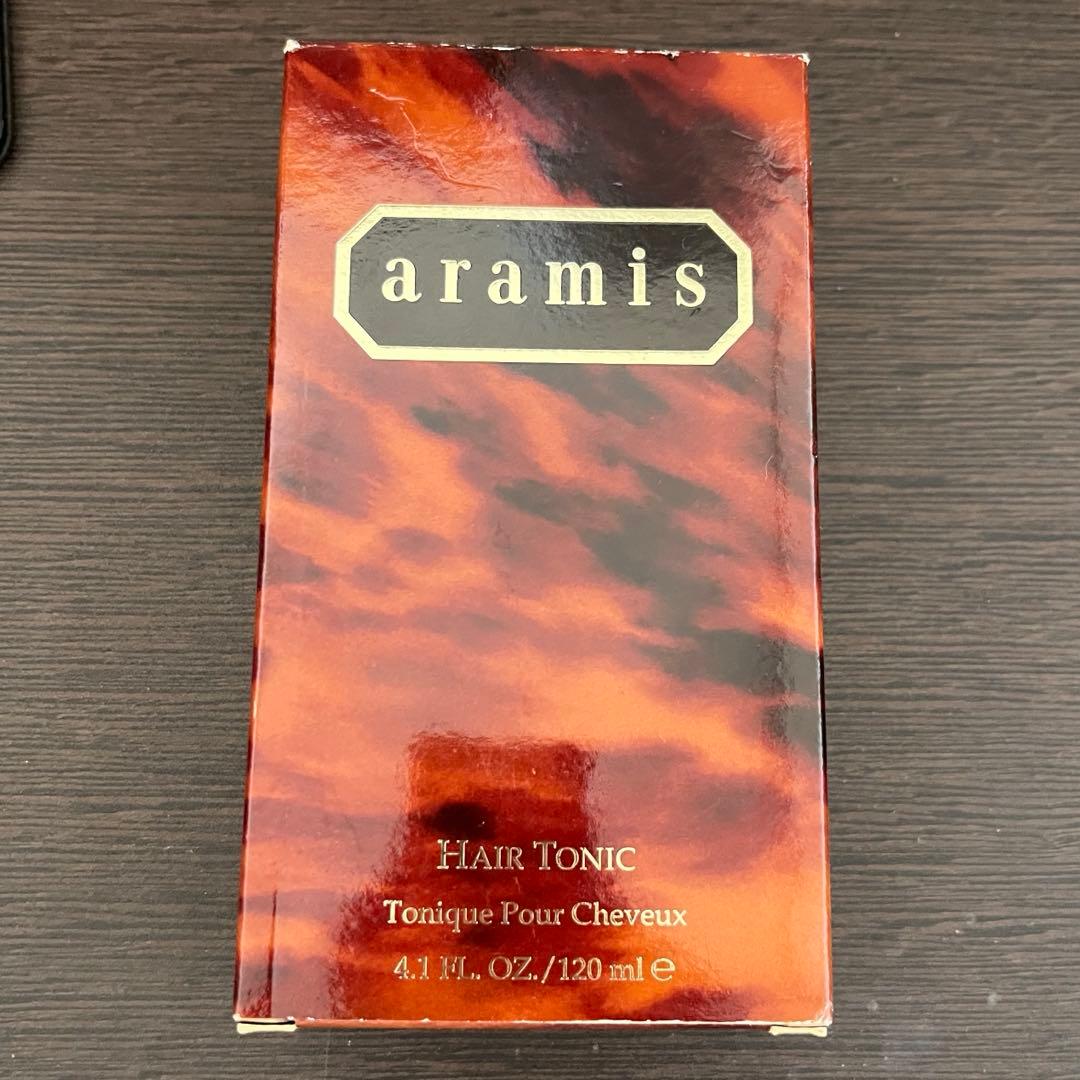 aramis
HAIR TONIC
Tonique Pour Cheveux
4.1 FL. OZ./120 ml ℮